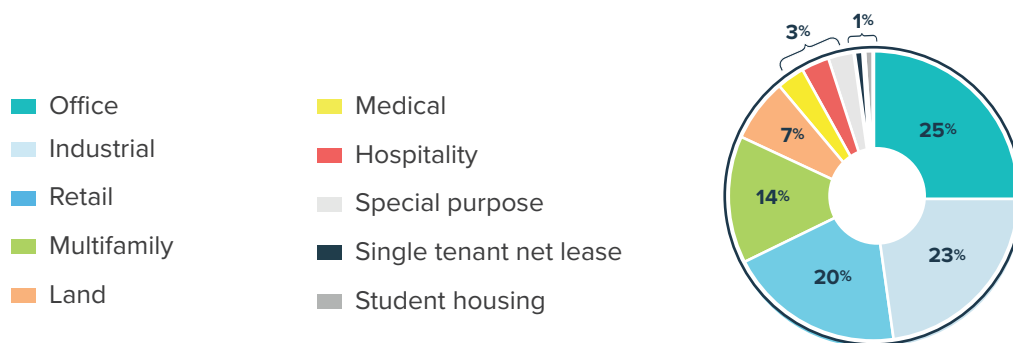 Office
Industrial
Retail
Multifamily
Land
Medical
Hospitality
Special purpose
Single tenant net lease
Student housing
3%
1%
25%
7%
14%
23%
20%